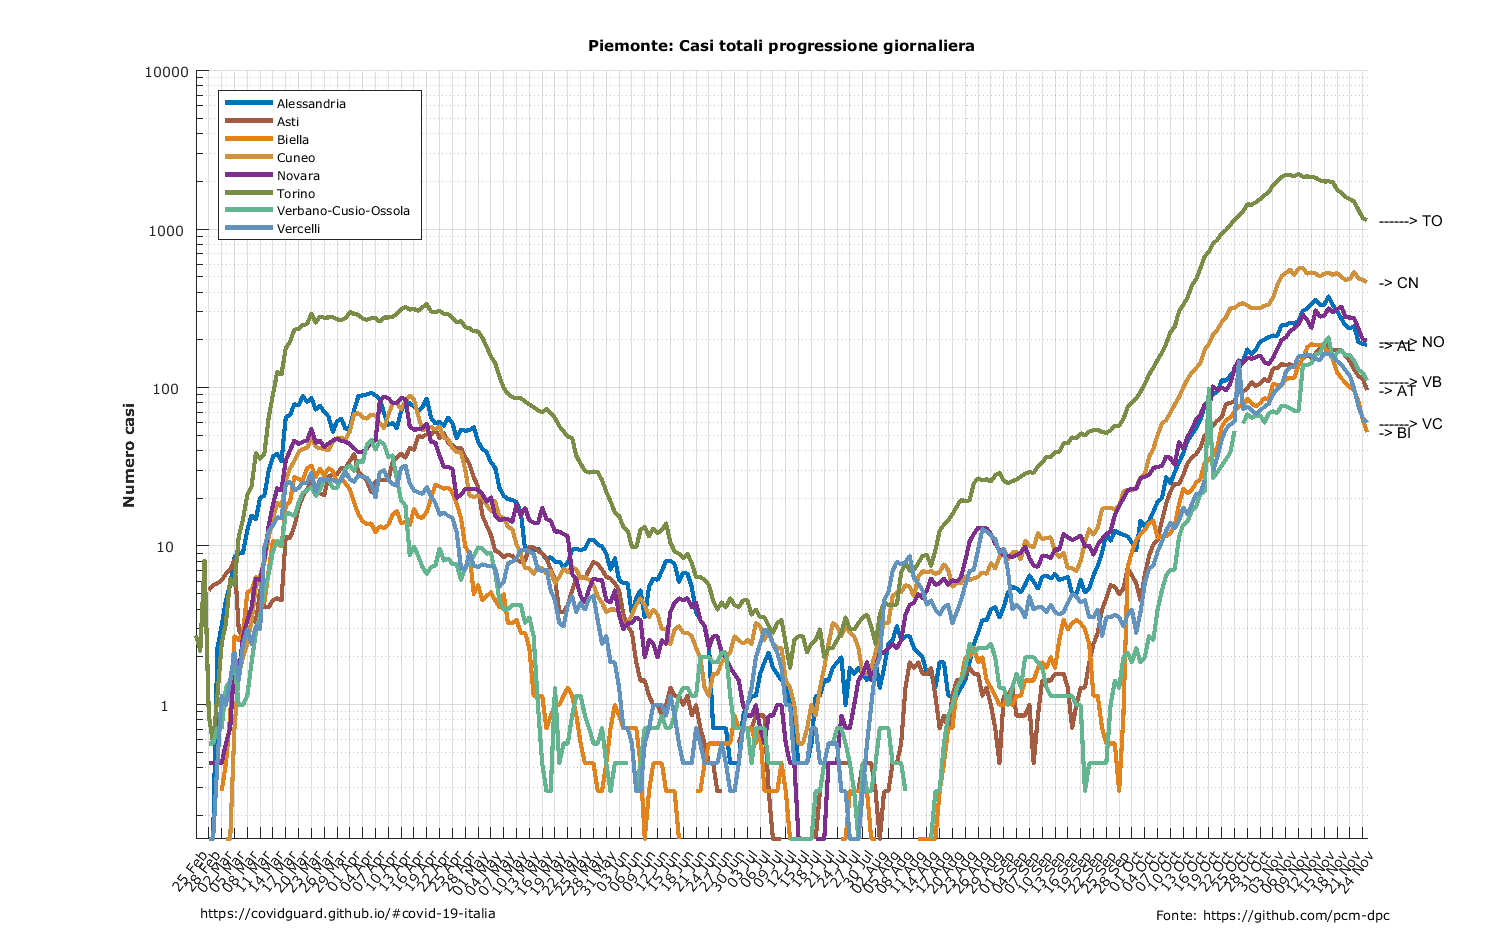 Piemonte: Casi totali progressione giornaliera
10000
1000
100
10
1
Numero casi
Alessandria
Asti
Biella
Cuneo
Novara
Torino
Verbano-Cusio-Ossola
Vercelli
------> TO
-> CN
------> NO
-> AL
------> VB
-> AT
------> VC
-> BI
25 Feb
28 Feb
02 Mar
05 Mar
08 Mar
11 Mar
14 Mar
17 Mar
20 Mar
23 Mar
26 Mar
29 Mar
01 Apr
04 Apr
07 Apr
10 Apr
13 Apr
16 Apr
19 Apr
22 Apr
25 Apr
28 Apr
01 May
04 May
07 May
10 May
13 May
16 May
19 May
22 May
25 May
28 May
31 May
03 Jun
06 Jun
09 Jun
12 Jun
15 Jun
18 Jun
21 Jun
24 Jun
27 Jun
30 Jun
03 Jul
06 Jul
09 Jul
12 Jul
15 Jul
18 Jul
21 Jul
24 Jul
27 Jul
30 Jul
02 Aug
05 Aug
08 Aug
11 Aug
14 Aug
17 Aug
20 Aug
23 Aug
26 Aug
29 Aug
01 Sep
04 Sep
07 Sep
10 Sep
13 Sep
16 Sep
19 Sep
22 Sep
25 Sep
28 Sep
01 Oct
04 Oct
07 Oct
10 Oct
13 Oct
16 Oct
19 Oct
22 Oct
25 Oct
28 Oct
31 Oct
03 Nov
06 Nov
09 Nov
12 Nov
15 Nov
18 Nov
21 Nov
24 Nov
https://covidguard.github.io/#covid-19-italia
Fonte: https://github.com/pcm-dpc